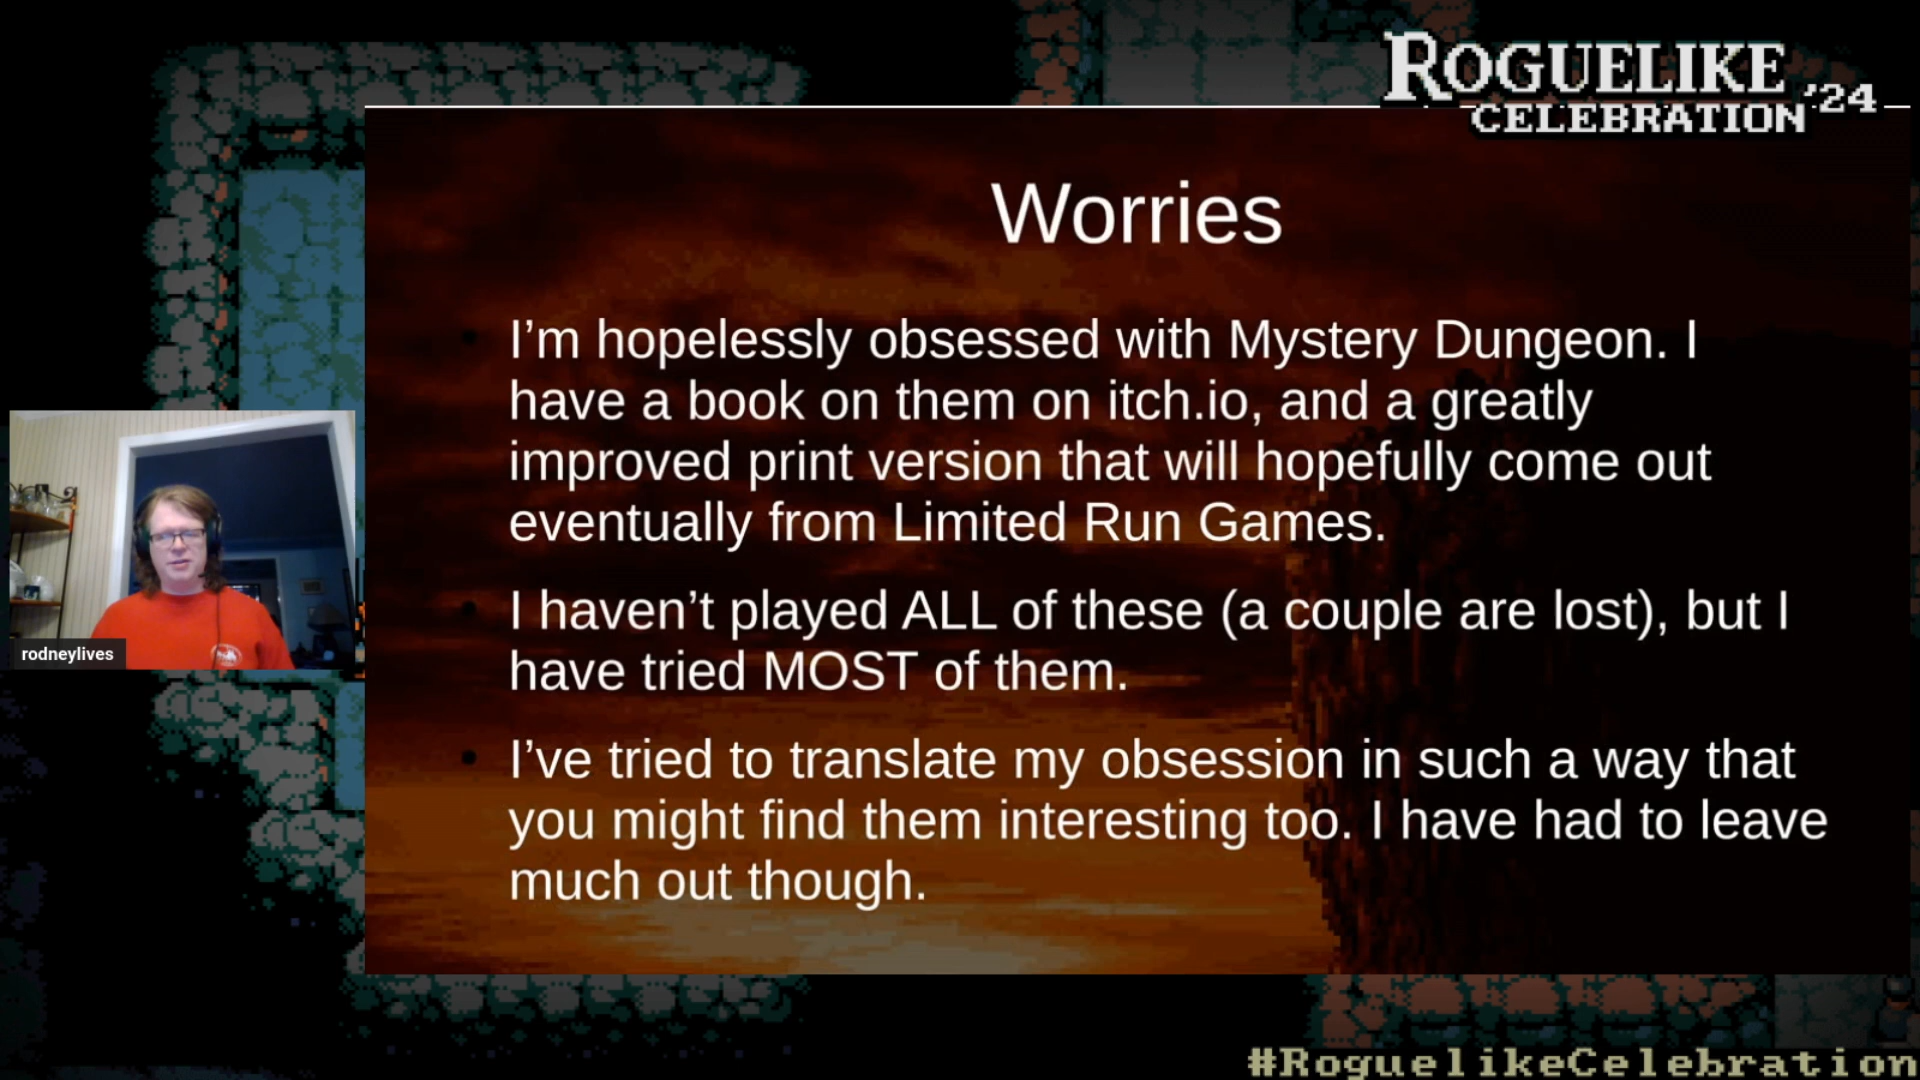 ROGUELIKE
CELEBRATION '24
Worries
I’m hopelessly obsessed with Mystery Dungeon. I
have a book on them on itch.io, and a greatly
improved print version that will hopefully come out
eventually from Limited Run Games.
I haven’t played ALL of these (a couple are lost), but I
have tried MOST of them.
I’ve tried to translate my obsession in such a way that
you might find them interesting too. I have had to leave
much out though.
rodneylives
#RoguelikeCelebration